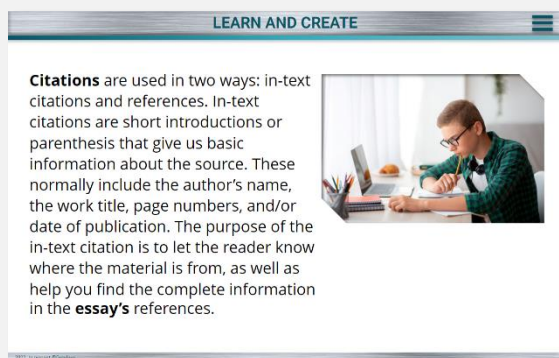 LEARN AND CREATE
Citations are used in two ways: in-text
citations and references. In-text
citations are short introductions or
parenthesis that give us basic
information about the source. These
normally include the author's name,
the work title, page numbers, and/or
date of publication. The purpose of the
in-text citation is to let the reader know
where the material is from, as well as
help you find the complete information
in the essay's references.